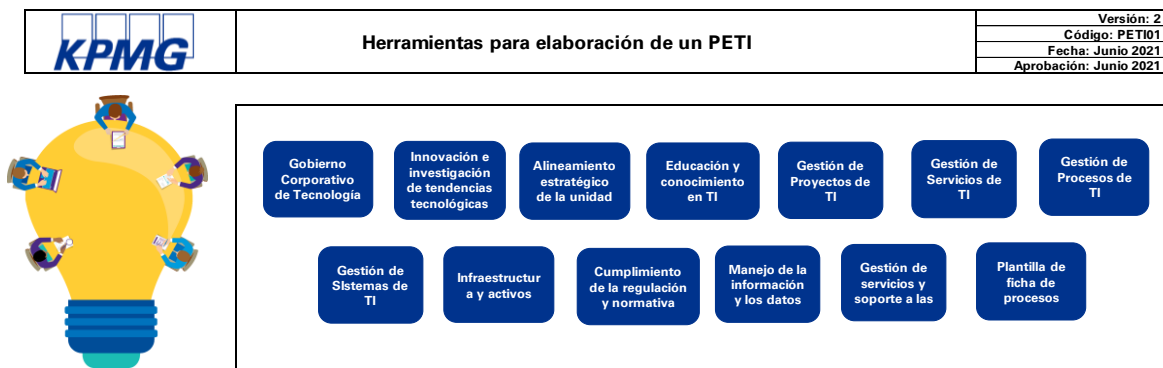 KPMG
Herramientas para elaboración de un PETI
Versión: 2
Código: PETI01
Fecha: Junio 2021
Aprobación: Junio 2021
Gobierno
Corporativo
de Tecnología
Innovación e
investigación
de tendencias
tecnológicas
Alineamiento
estratégico
de la unidad
Educación y
conocimiento
en TI
Gestión de
Proyectos de
TI
Gestión de
Servicios de
TI
Gestión de
Procesos de
TI
Gestión de
SIstemas de
TI
Infraestructur
a y activos
Cumplimiento
de la regulación
y normativa
Manejo de la
información
y los datos
Gestión de
servicios y
soporte a las
Plantilla de
ficha de
procesos